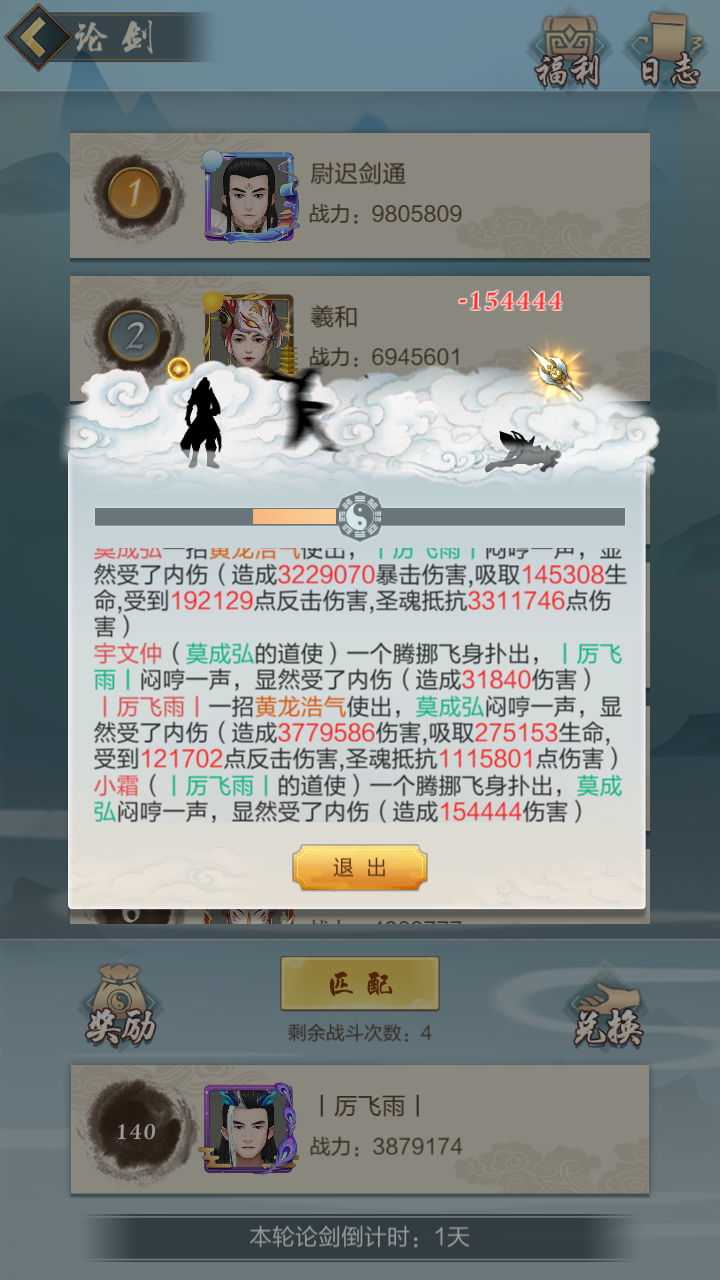 论剑
福利
日志
1
尉迟剑通
战力：9805809
2
羲和
战力：6945601
-154444
莫成弘一招黄龙浩气使出，丨厉飞雨丨闷哼一声，显
然受了内伤（造成3229070暴击伤害,吸取145308生
命,受到192129点反击伤害,圣魂抵抗3311746点伤
害）
宇文仲（莫成弘的道使）一个腾挪飞身扑出，丨厉飞
雨丨闷哼一声，显然受了内伤（造成31840伤害）
丨厉飞雨丨一招黄龙浩气使出，莫成弘闷哼一声，显
然受了内伤（造成3779586伤害,吸取275153生命,
受到121702点反击伤害,圣魂抵抗1115801点伤害）
小霜（丨厉飞雨丨的道使）一个腾挪飞身扑出，莫成
弘闷哼一声，显然受了内伤（造成154444伤害）
退出
6
奖励
匹配
剩余战斗次数：4
兑换
140
丨厉飞雨丨
战力：3879174
本轮论剑倒计时：1天